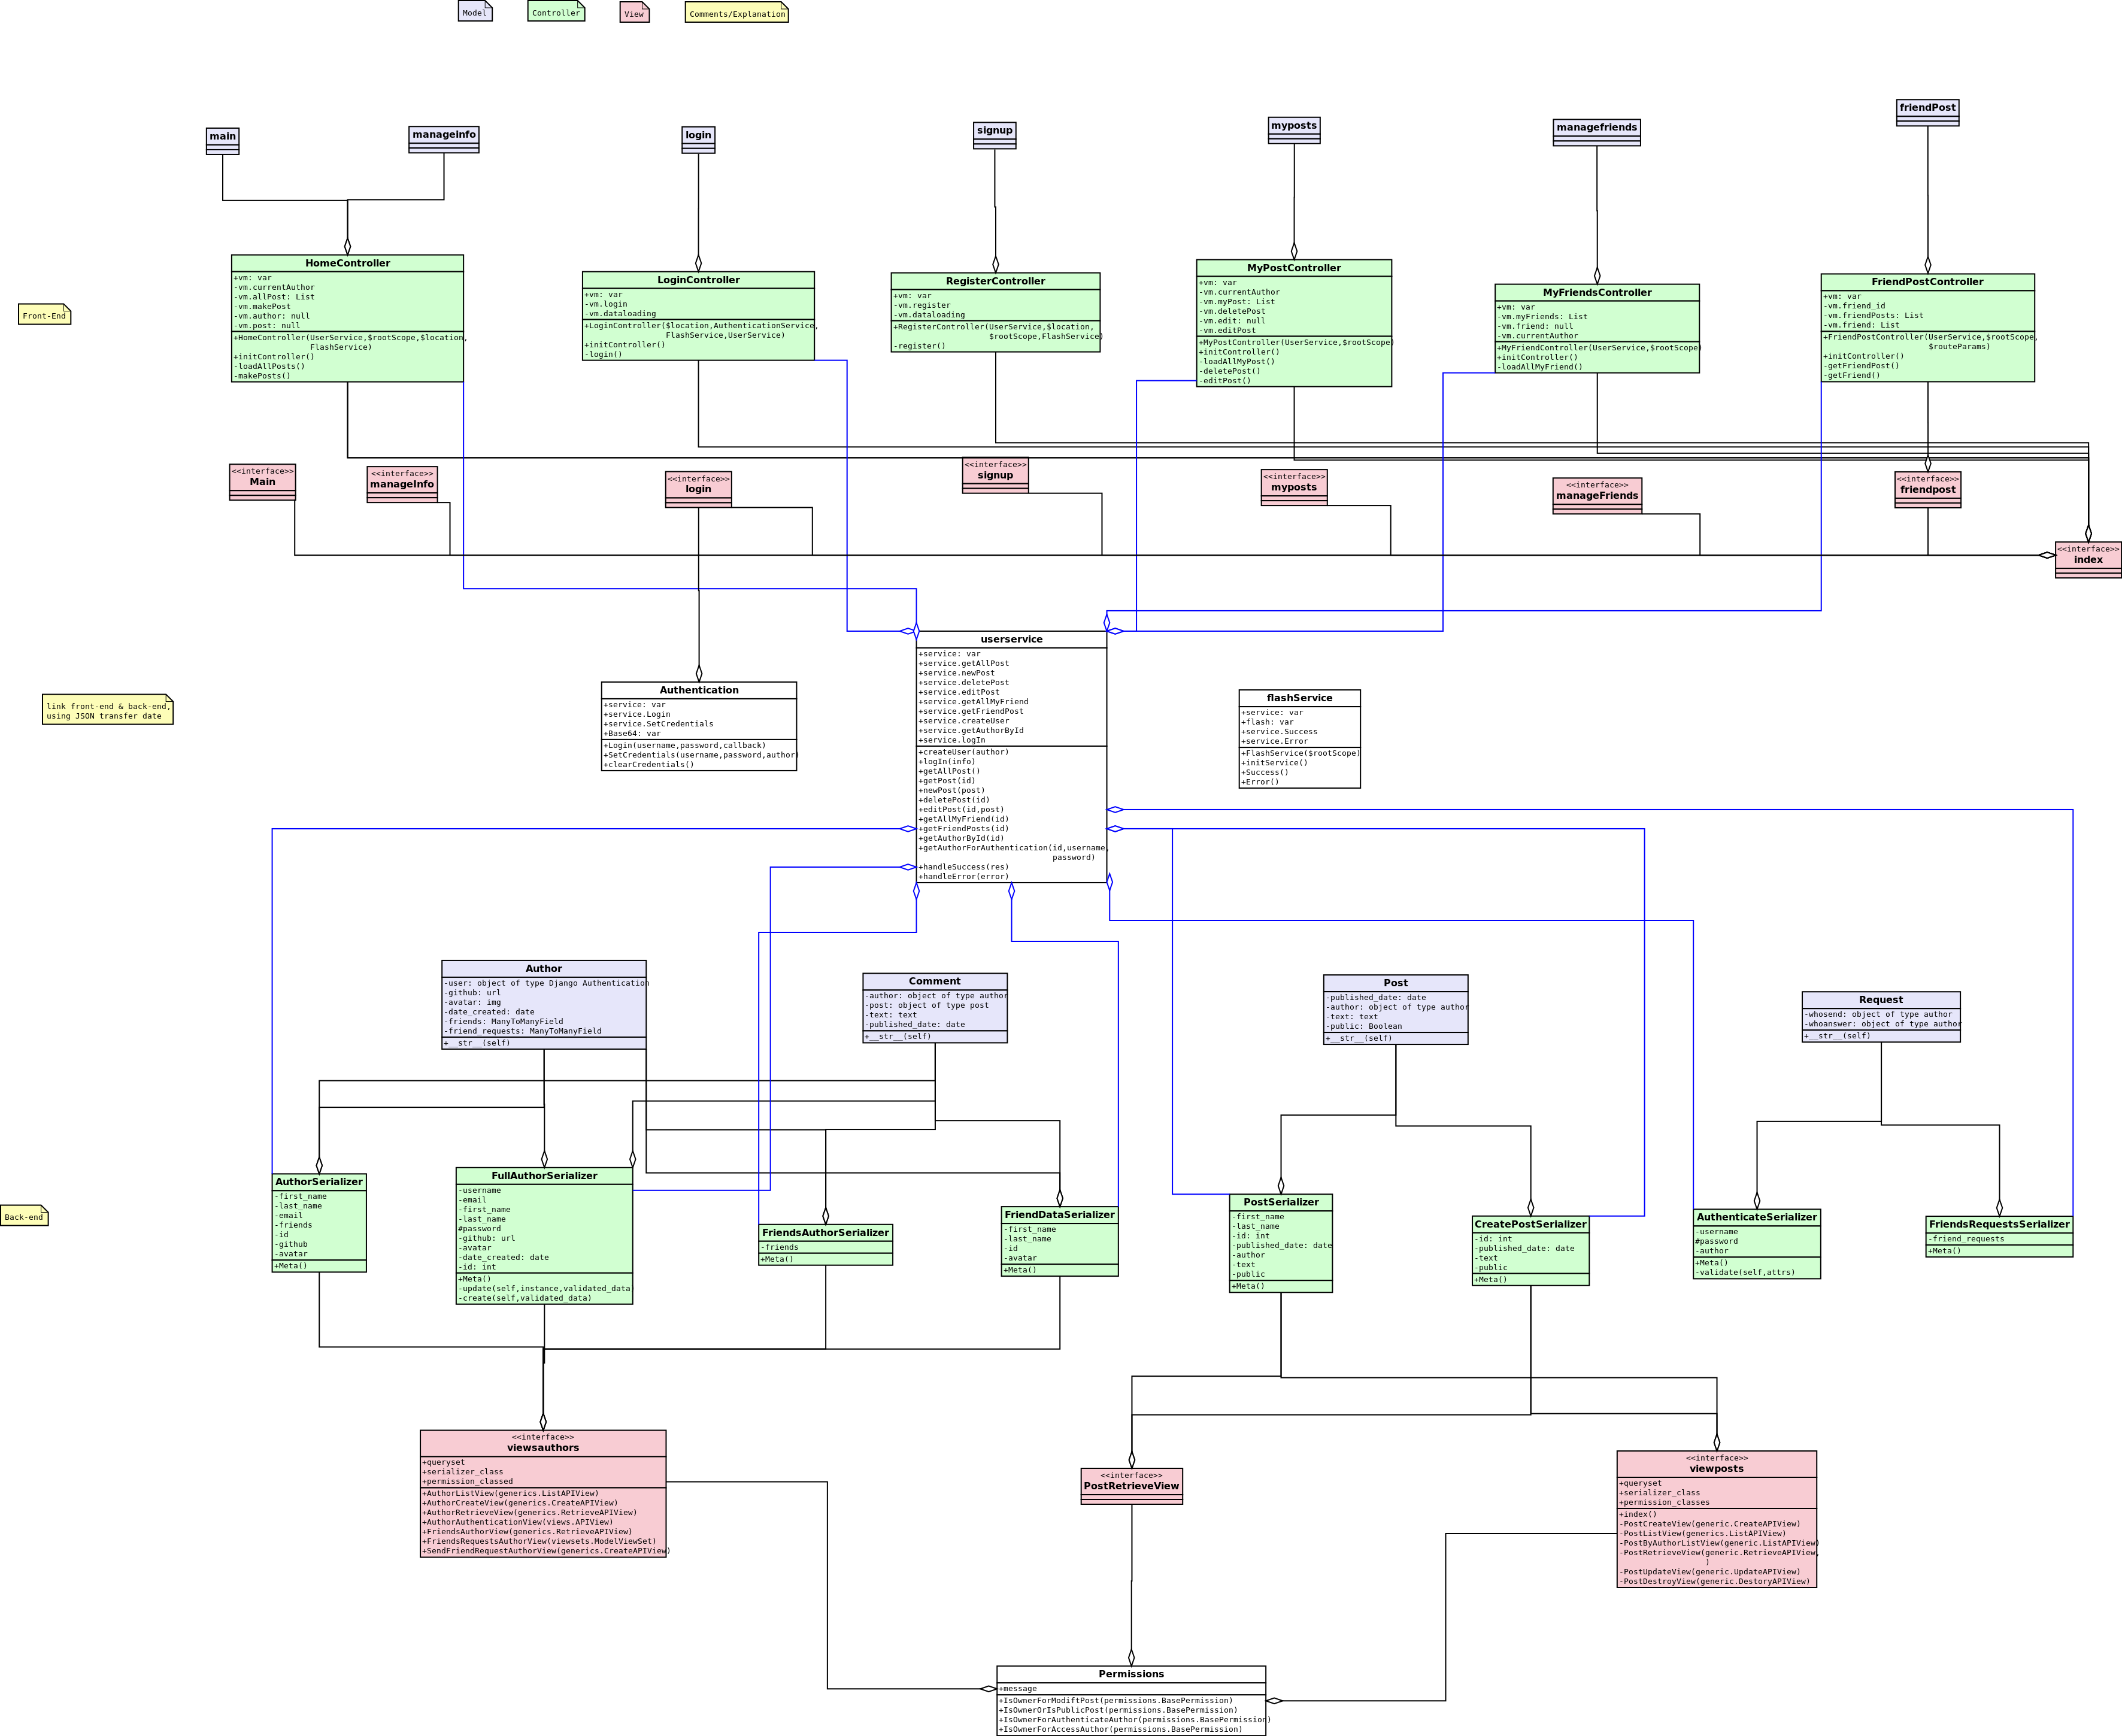 Model
Controller
View
Comments/Explanation
main
manageinfo
login
signup
myposts
managefriends
friendPost
HomeController
+vm: var
-vm.currentAuthor
-vm.allPost: List
-vm.makePost
-vm.author: null
-vm.post: null
+HomeController(UserService,$rootScope,$location,
FlashService)
+initController()
-loadAllPosts()
-makePosts()
LoginController
+vm: var
-vm.login
-vm.dataloading
+LoginController($location,AuthenticationService,
FlashService,UserService)
+initController()
-login()
RegisterController
+vm: var
-vm.register
-vm.dataloading
+RegisterController(UserService,$location,
$rootScope,FlashService)
-register()
MyPostController
+vm: var
-vm.currentAuthor
-vm.myPost: List
-vm.deletePost
-vm.edit: null
-vm.editPost
+MyPostController(UserService,$rootScope)
+initController()
-loadAllMyPost()
-deletePost()
-editPost()
MyFriendsController
+vm: var
-vm.myFriends: List
-vm.friend: null
-vm.currentAuthor
+MyFriendController(UserService,$rootScope)
+initController()
-loadAllMyFriend()
FriendPostController
+vm: var
-vm.friend_id
-vm.friendPosts: List
-vm.friend: List
+FriendPostController(UserService,$rootScope,
$routeParams)
+initController()
-getFriendPost()
-getFriend()
Front-End
<<interface>>
Main
<<interface>>
manageInfo
<<interface>>
login
<<interface>>
signup
<<interface>>
myposts
<<interface>>
manageFriends
<<interface>>
friendpost
<<interface>>
index
link front-end & back-end,
using JSON transfer date
Authentication
+service: var
+service.Login
+service.SetCredentials
+Base64: var
+Login(username,password,callback)
+SetCredentials(username,password,author)
+clearCredentials()
userservice
+service: var
+service.getAllPost
+service.newPost
+service.deletePost
+service.editPost
+service.getAllMyFriend
+service.getFriendPost
+service.createUser
+service.getAuthorById
+service.logIn
+createUser(author)
+logIn(info)
+getAllPost()
+getPost(id)
+newPost(post)
+deletePost(id)
+editPost(id,post)
+getAllMyFriend(id)
+getFriendPosts(id)
+getAuthorById(id)
+getAuthorForAuthentication(id,username,
password)
+handleSuccess(res)
+handleError(error)
flashService
+service: var
+flash: var
+service.Success
+service.Error
+FlashService($rootScope)
+initService()
+Success()
+Error()
Author
-user: object of type Django Authentication
-github: url
-avatar: img
-date_created: date
-friends: ManyToManyField
-friend_requests: ManyToManyField
+__str__(self)
Comment
-author: object of type author
-post: object of type post
-text: text
-published_date: date
+__str__(self)
Post
-published_date: date
-author: object of type author
-text: text
-public: Boolean
+__str__(self)
Request
-whosend: object of type author
-whoanswer: object of type author
+__str__(self)
Back-end
AuthorSerializer
-first_name
-last_name
-email
-friends
-id
-github
-avatar
+Meta()
FullAuthorSerializer
-username
-email
-first_name
-last_name
#password
-github: url
-avatar
-date_created: date
-id: int
+Meta()
-update(self,instance,validated_data)
-create(self,validated_data)
FriendsAuthorSerializer
-friends
+Meta()
FriendDataSerializer
-first_name
-last_name
-id
-avatar
+Meta()
PostSerializer
-first_name
-last_name
-id: int
-published_date: date
-author
-text
-public
+Meta()
CreatePostSerializer
-id: int
-published_date: date
-text
-public
+Meta()
AuthenticateSerializer
-username
#password
-author
+Meta()
-validate(self,attrs)
FriendsRequestsSerializer
-friend_requests
+Meta()
<<interface>>
viewsauthors
+queryset
+serializer_class
+permission_classed
+AuthorListView(generics.ListAPIView)
+AuthorCreateView(generics.CreateAPIView)
+AuthorRetrieveView(generics.RetrieveAPIView)
+AuthorAuthenticationView(views.APIView)
+FriendsAuthorView(generics.RetrieveAPIView)
+FriendsRequestsAuthorView(viewsets.ModelViewSet)
+SendFriendRequestAuthorView(generics.CreateAPIView)
<<interface>>
PostRetrieveView
<<interface>>
viewposts
+queryset
+serializer_class
+permission_classes
+index()
-PostCreateView(generic.CreateAPIView)
-PostListView(generics.ListAPIView)
-PostByAuthorListView(generic.ListAPIView)
-PostRetrieveView(generic.RetrieveAPIView,
)
-PostUpdateView(generic.UpdateAPIView)
-PostDestroyView(generic.DestoryAPIView)
Permissions
+message
+IsOwnerForModiftPost(permissions.BasePermission)
+IsOwnerOrIsPublicPost(permissions.BasePermission)
+IsOwnerForAuthenticateAuthor(permissions.BasePermission)
+IsOwnerForAccessAuthor(permissions.BasePermission)